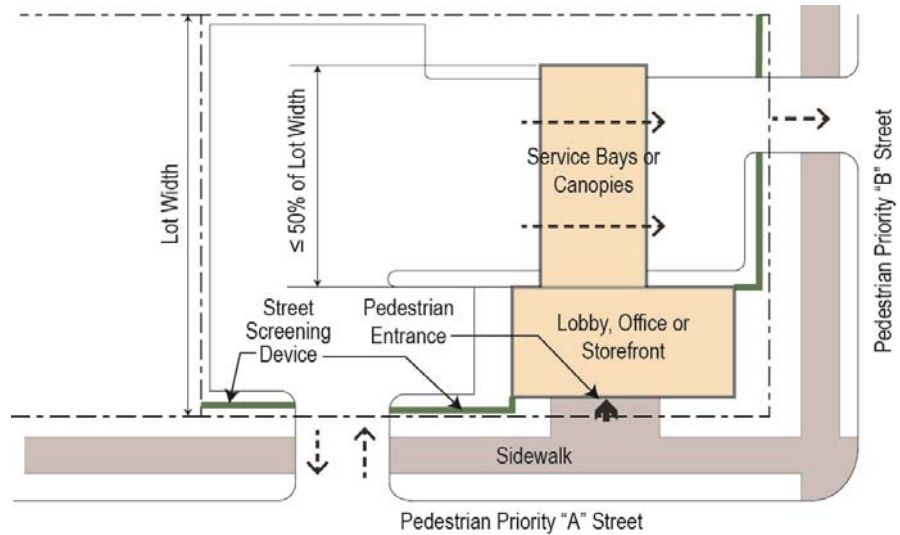 Lot Width
≤ 50% of Lot Width
Service Bays or
Canopies
Pedestrian Priority "B" Street
Street
Screening
Device
Pedestrian
Entrance
Lobby, Office or
Storefront
Sidewalk
Pedestrian Priority "A" Street